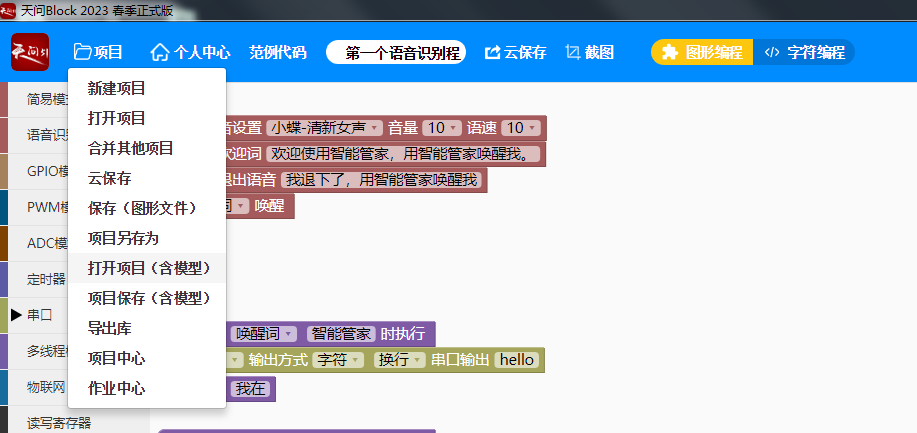 天问Block 2023 春季正式版
天问51 项目 个人中心 范例代码 第一个语音识别程 云保存 截图 图形编程 </> 字符编程
新建项目
打开项目
合并其他项目
云保存
保存（图形文件）
项目另存为
打开项目（含模型）
项目保存（含模型）
导出库
项目中心
作业中心
简易模
语音识
GPIO模
PWM模
ADC模
定时器
串口
多线程
物联网
读写寄存器
音设置 小蝶-清新女声 音量 10 语速 10
欢迎词 欢迎使用智能管家，用智能管家唤醒我。
退出语音 我退下了，用智能管家唤醒我
词 唤醒
唤醒词 智能管家 时执行
输出方式 字符 换行 串口输出 hello
我在